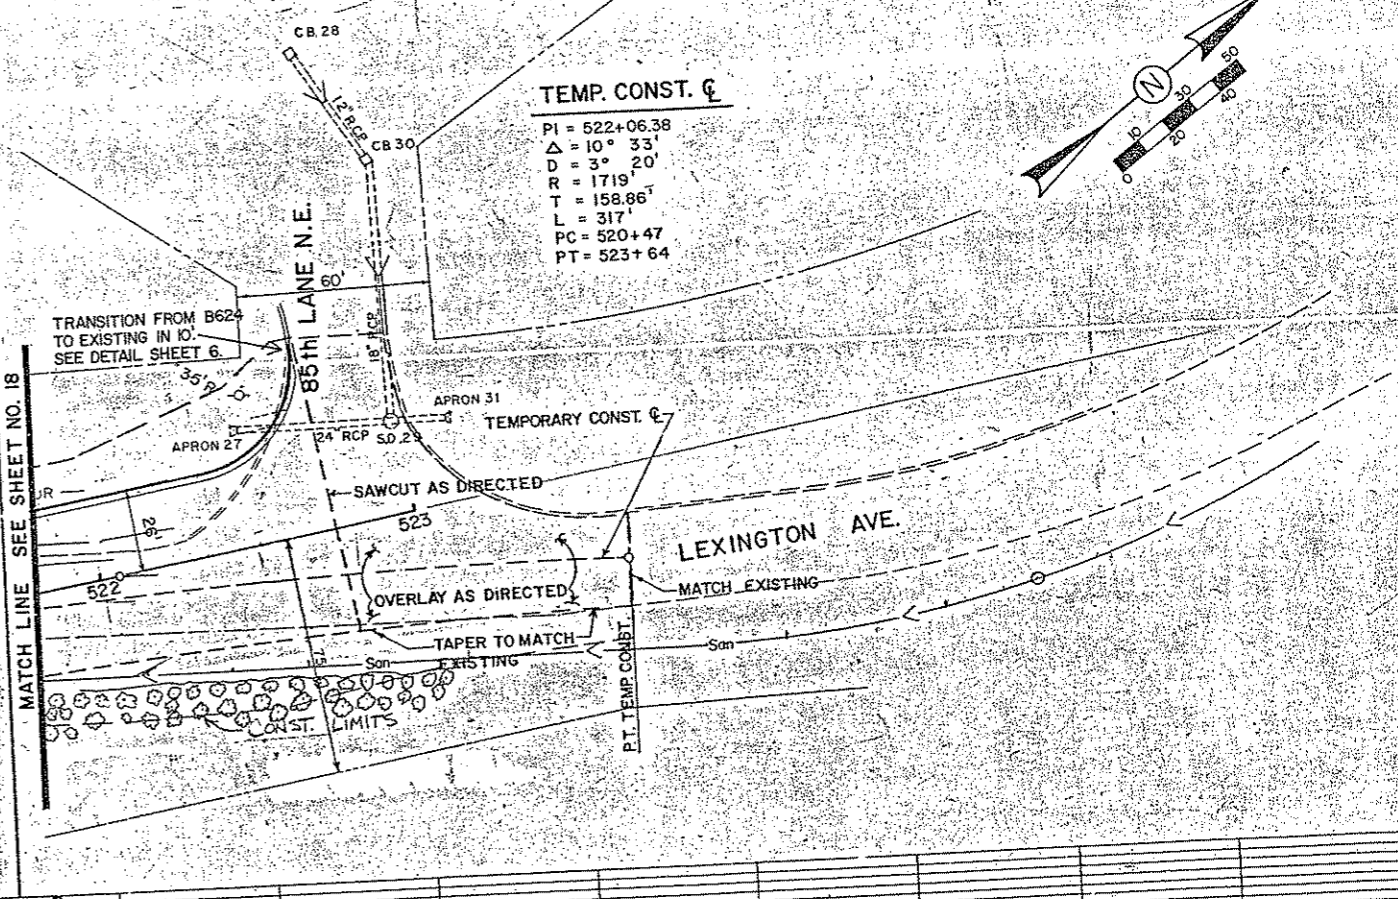 CB. 28
12" RCP
CB 30
TEMP. CONST. ℄
PI = 522+06.38
Δ = 10° 33'
D = 3° 20'
R = 1719'
T = 158.86'
L = 317'
PC = 520+47
PT = 523+64
N
0 10 20 30 40 50
85th LANE N.E.
60'
18" RCP
TRANSITION FROM B624
TO EXISTING IN 10'.
SEE DETAIL SHEET 6.
35'R
APRON 31
APRON 27
24" RCP
S.D. 29
TEMPORARY CONST. ℄
SAWCUT AS DIRECTED
MATCH LINE SEE SHEET NO. 18
26'
523
522
LEXINGTON AVE.
OVERLAY AS DIRECTED
MATCH EXISTING
TAPER TO MATCH
EXISTING
San
San
75'
CONST. LIMITS
P.T. TEMP CONST.